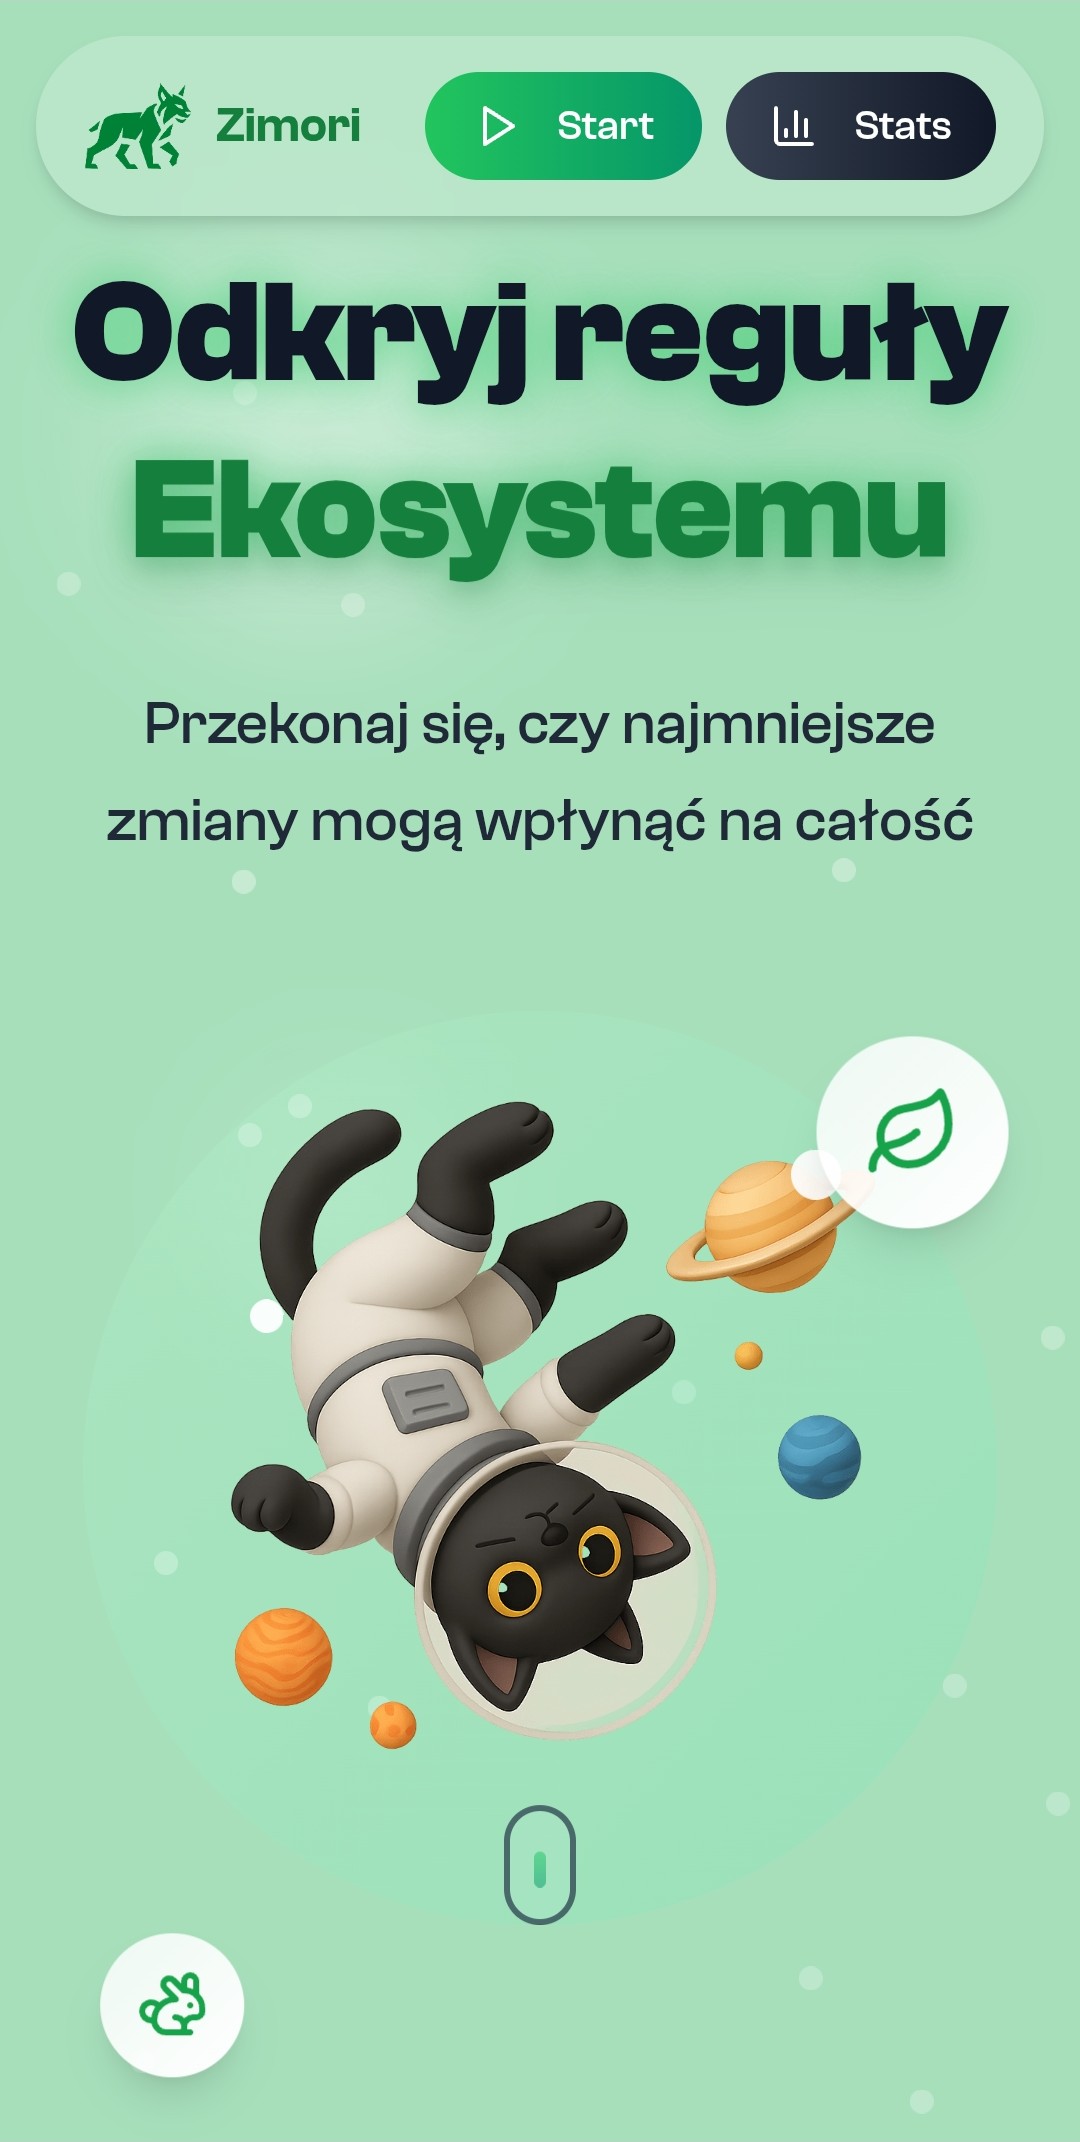 Zimori
Start
Stats
Odkryj reguły
Ekosystemu
Przekonaj się, czy najmniejsze
zmiany mogą wpłynąć na całość